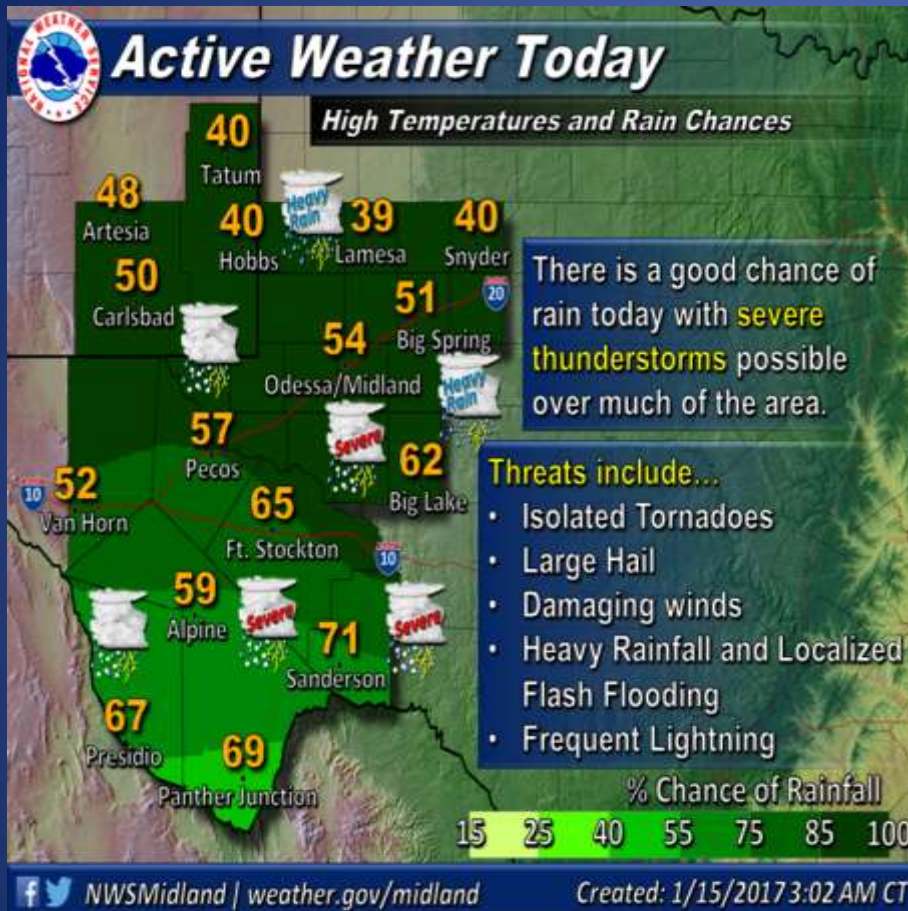 NATIONAL WEATHER SERVICE
Active Weather Today
High Temperatures and Rain Chances
40
Tatum
48
Artesia
40
Hobbs
Heavy
Rain
39
Lamesa
40
Snyder
50
Carlsbad
51
Big Spring
20
54
Odessa/Midland
Heavy
Rain
57
Pecos
Severe
62
Big Lake
10
52
Van Horn
65
Ft. Stockton
10
59
Alpine
Severe
71
Sanderson
Severe
67
Presidio
69
Panther Junction
There is a good chance of
rain today with severe
thunderstorms possible
over much of the area.
Threats include...
• Isolated Tornadoes
• Large Hail
• Damaging winds
• Heavy Rainfall and Localized
Flash Flooding
• Frequent Lightning
% Chance of Rainfall
15 25 40 55 75 85 100
NWSMidland | weather.gov/midland
Created: 1/15/2017 3:02 AM CT